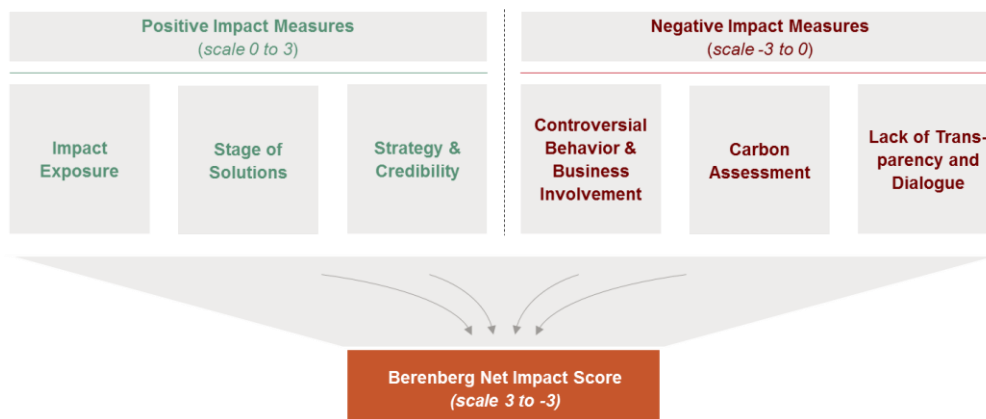 Positive Impact Measures
(scale 0 to 3)
Negative Impact Measures
(scale -3 to 0)
Impact
Exposure
Stage of
Solutions
Strategy &
Credibility
Controversial
Behavior &
Business
Involvement
Carbon
Assessment
Lack of Trans-
parency and
Dialogue
Berenberg Net Impact Score
(scale 3 to -3)